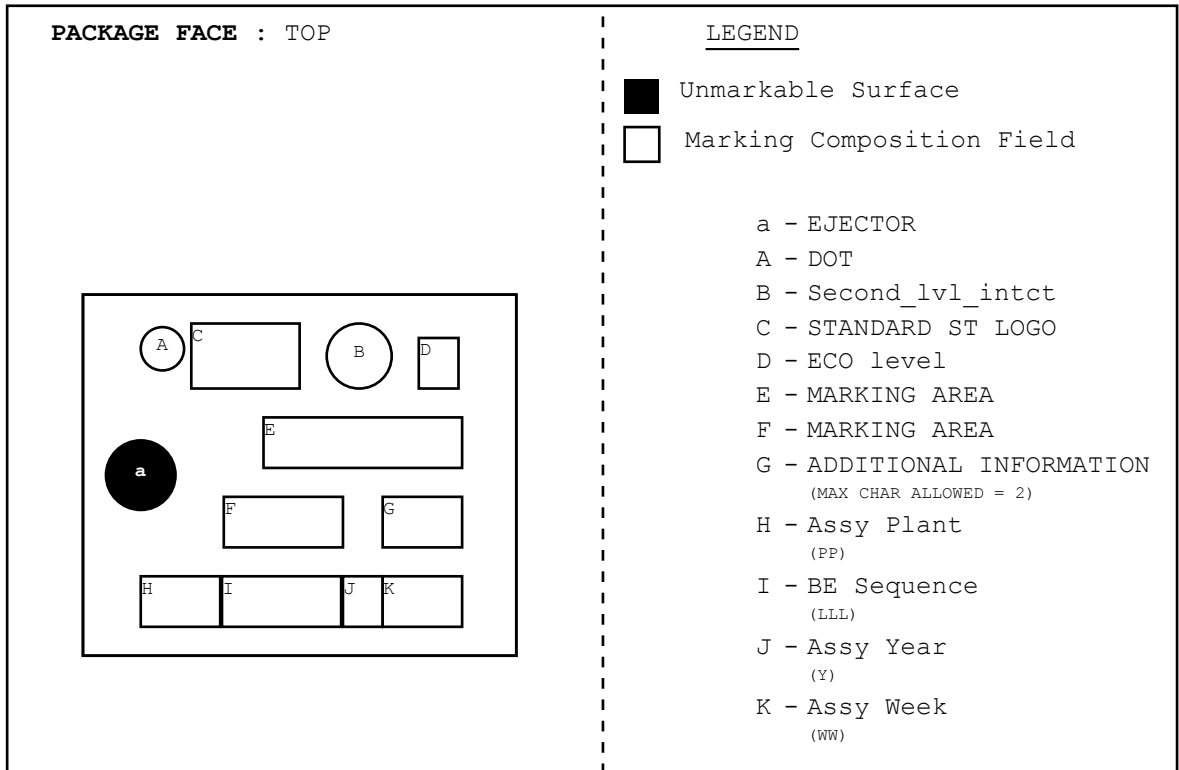 PACKAGE FACE : TOP
A
C
B
D
E
a
F
G
H
I
J
K
LEGEND
Unmarkable Surface
Marking Composition Field
a - EJECTOR
A - DOT
B - Second_lvl_intct
C - STANDARD ST LOGO
D - ECO level
E - MARKING AREA
F - MARKING AREA
G - ADDITIONAL INFORMATION
(MAX CHAR ALLOWED = 2)
H - Assy Plant
(PP)
I - BE Sequence
(LLL)
J - Assy Year
(Y)
K - Assy Week
(WW)